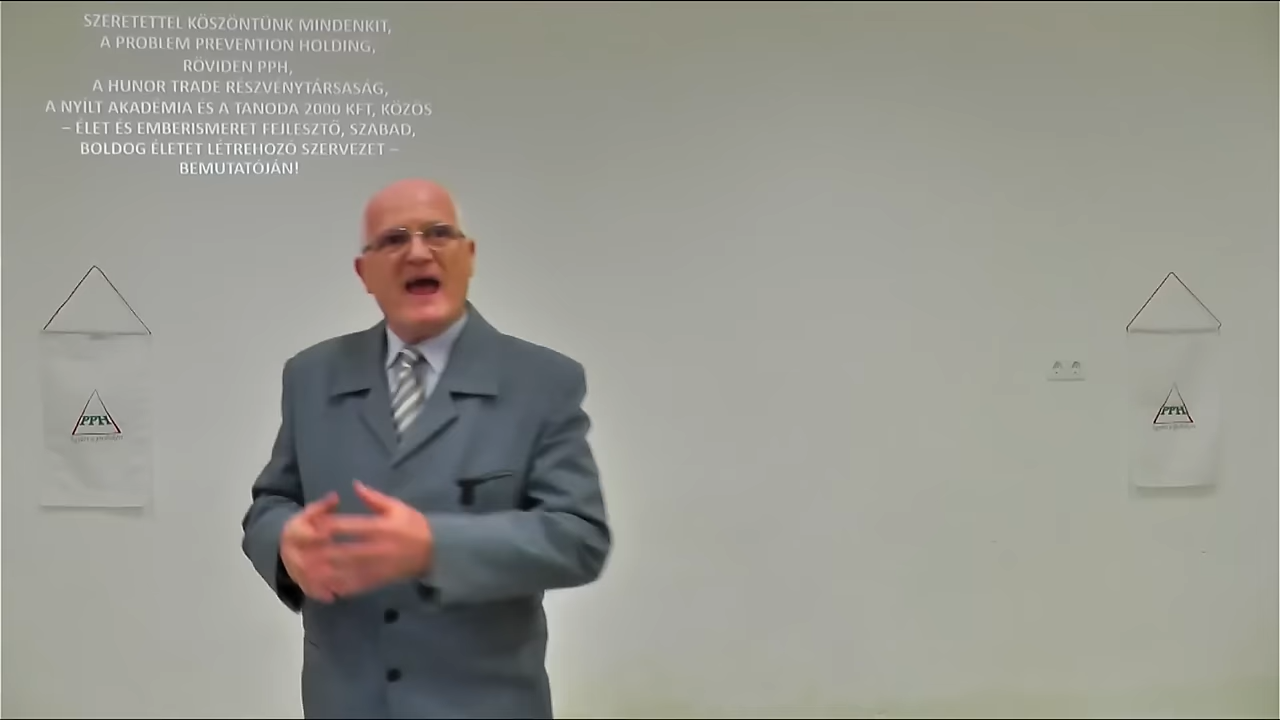 SZERETETTEL KÖSZÖNTÜNK MINDENKIT,
A PROBLEM PREVENTION HOLDING,
RÖVIDEN PPH,
A HUNOR TRADE RÉSZVÉNYTÁRSASÁG,
A NYÍLT AKADÉMIA ÉS A TANODA 2000 KFT, KÖZÖS
– ÉLET ÉS EMBERISMERET FEJLESZTŐ, SZABAD,
BOLDOG ÉLETET LÉTREHOZÓ SZERVEZET –
BEMUTATÓJÁN!
PPH
PPH